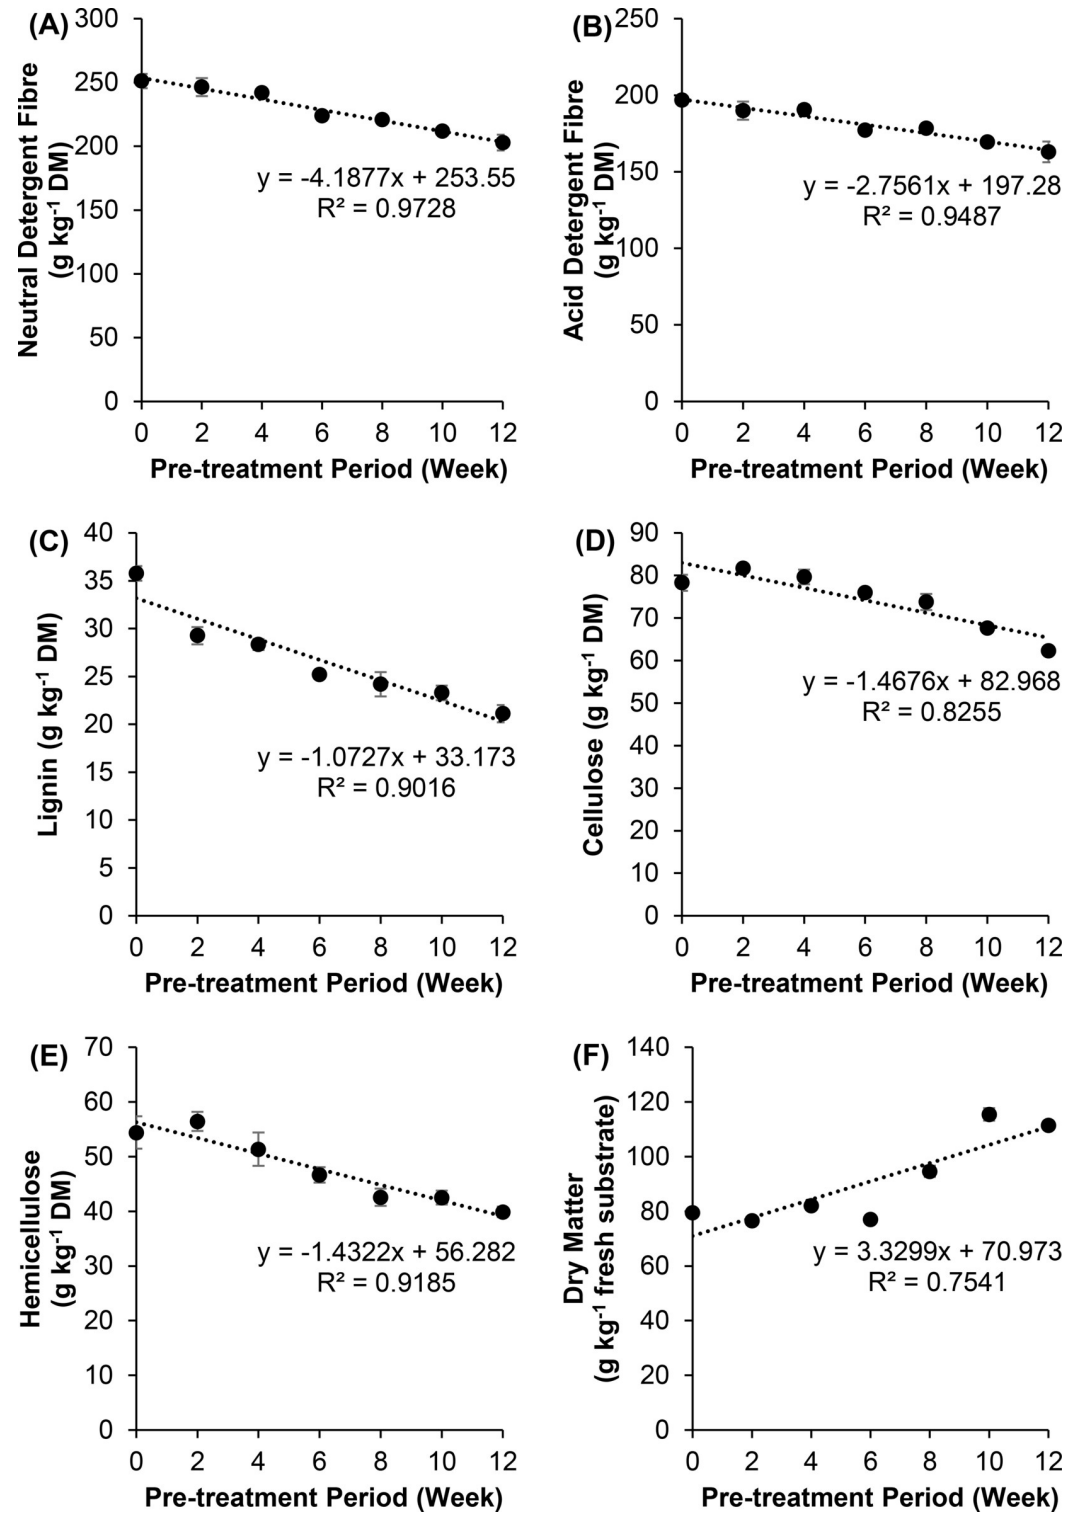 (A)
Neutral Detergent Fibre
(g kg⁻¹ DM)
300
250
200
150
100
50
0
y = -4.1877x + 253.55
R² = 0.9728
0 2 4 6 8 10 12
Pre-treatment Period (Week)
(B)
Acid Detergent Fibre
(g kg⁻¹ DM)
250
200
150
100
50
0
y = -2.7561x + 197.28
R² = 0.9487
0 2 4 6 8 10 12
Pre-treatment Period (Week)
(C)
Lignin (g kg⁻¹ DM)
40
35
30
25
20
15
10
5
0
y = -1.0727x + 33.173
R² = 0.9016
0 2 4 6 8 10 12
Pre-treatment Period (Week)
(D)
Cellulose (g kg⁻¹ DM)
90
80
70
60
50
40
30
20
10
0
y = -1.4676x + 82.968
R² = 0.8255
0 2 4 6 8 10 12
Pre-treatment Period (Week)
(E)
Hemicellulose
(g kg⁻¹ DM)
70
60
50
40
30
20
10
0
y = -1.4322x + 56.282
R² = 0.9185
0 2 4 6 8 10 12
Pre-treatment Period (Week)
(F)
Dry Matter
(g kg⁻¹ fresh substrate)
140
120
100
80
60
40
20
0
y = 3.3299x + 70.973
R² = 0.7541
0 2 4 6 8 10 12
Pre-treatment Period (Week)